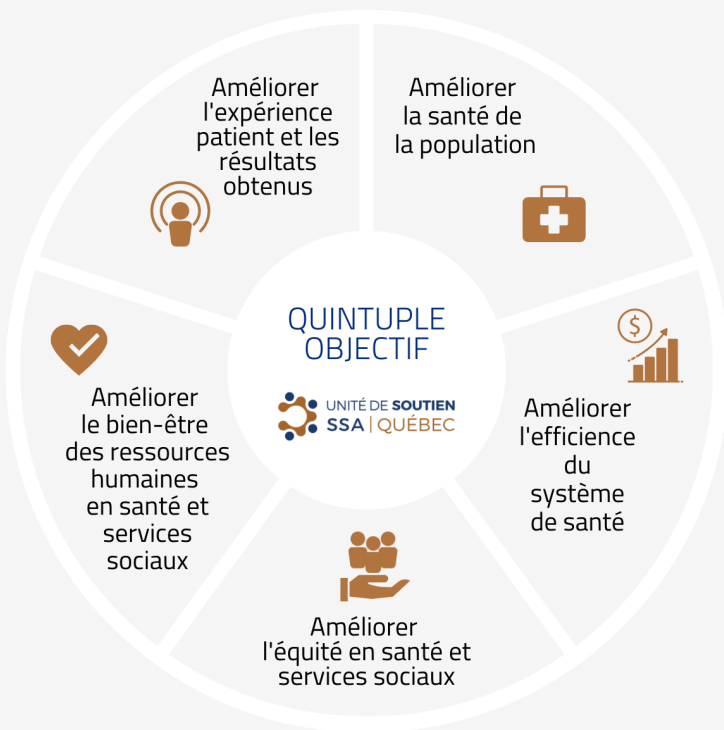 Améliorer
l'expérience
patient et les
résultats
obtenus
Améliorer
la santé de
la population
QUINTUPLE
OBJECTIF
UNITÉ DE SOUTIEN
SSA | QUÉBEC
$
Améliorer
l'efficience
du
système
de santé
Améliorer
le bien-être
des ressources
humaines
en santé et
services
sociaux
Améliorer
l'équité en santé et
services sociaux